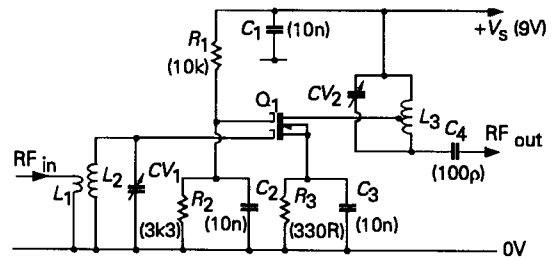 R1 (10k)
C1 (10n)
+Vs (9V)
Q1
CV2
L3
C4 (100p)
RF out
RF in
L1
L2
CV1
R2 (3k3)
C2 (10n)
R3 (330R)
C3 (10n)
0V